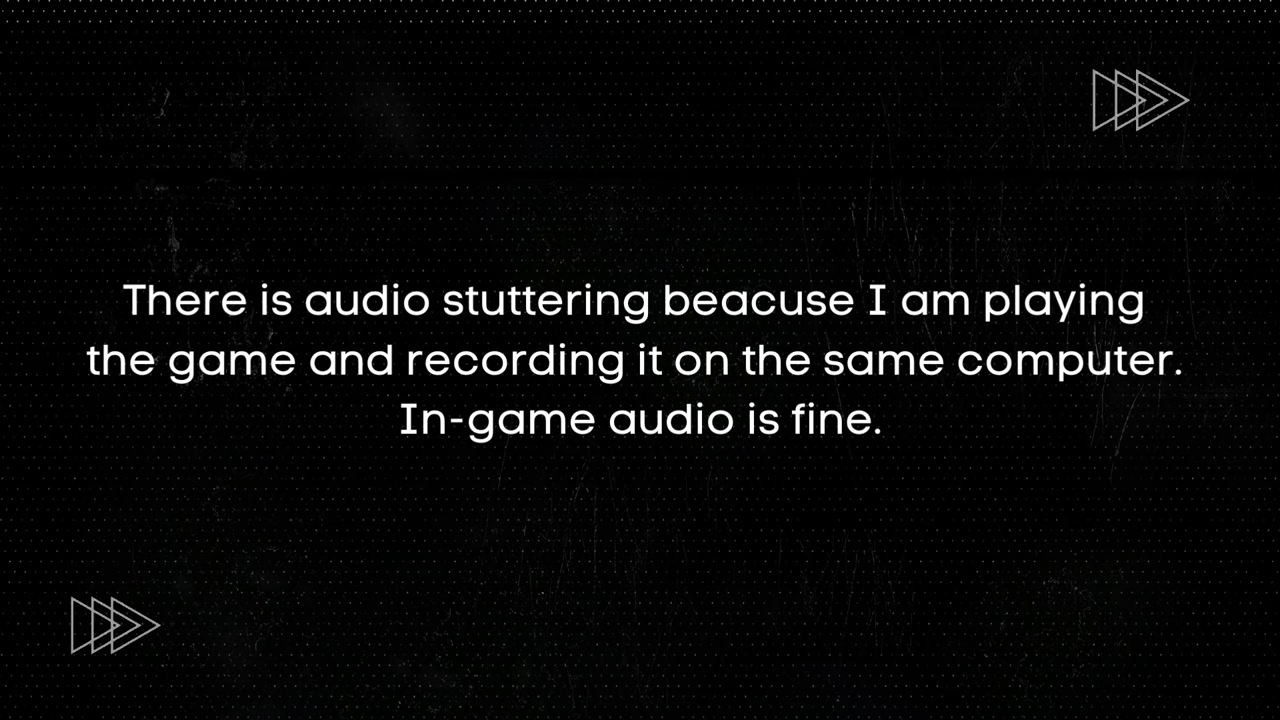 There is audio stuttering beacuse I am playing
the game and recording it on the same computer.
In-game audio is fine.